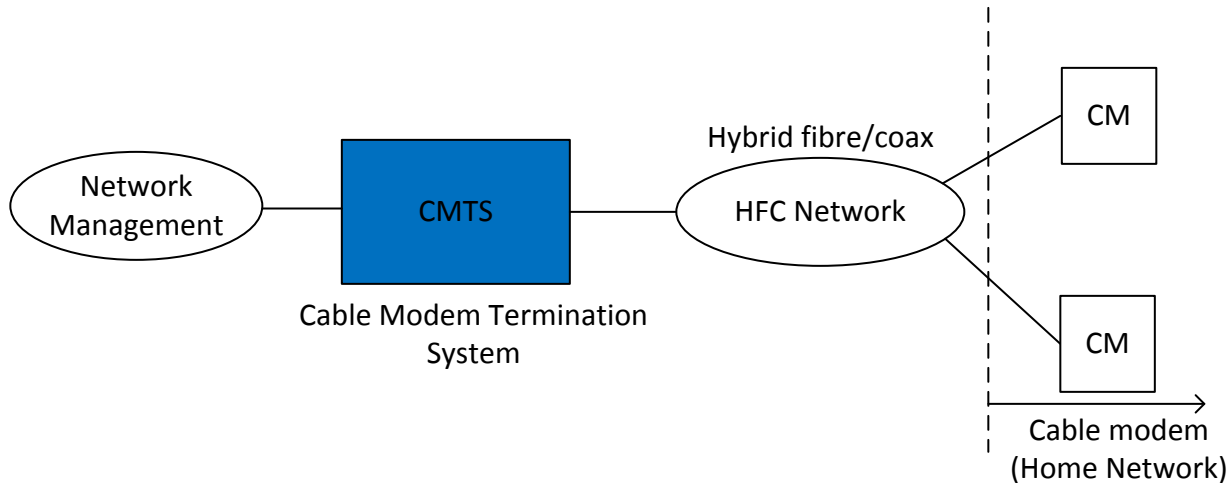 Network
Management
CMTS
Cable Modem Termination
System
Hybrid fibre/coax
HFC Network
CM
CM
Cable modem
(Home Network)